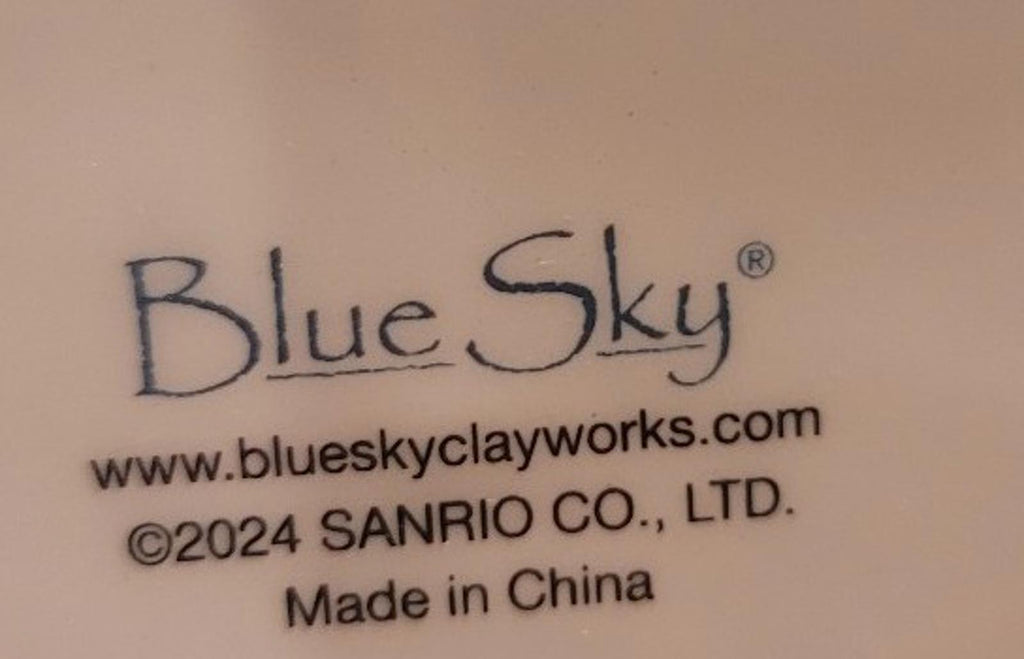 Blue Sky®
www.blueskyclayworks.com
©2024 SANRIO CO., LTD.
Made in China